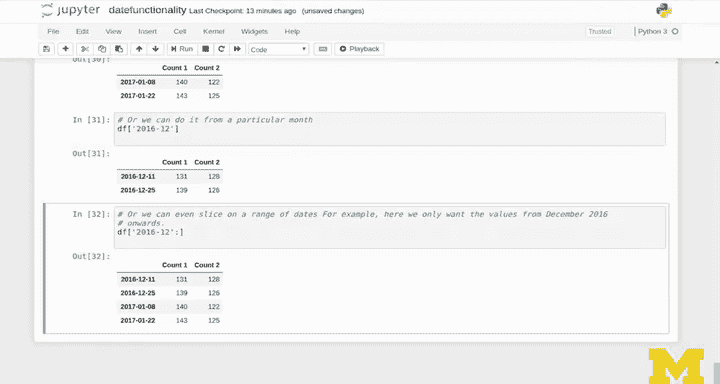 jupyter datefunctionality Last Checkpoint: 13 minutes ago (unsaved changes)
File Edit View Insert Cell Kernel Widgets Help Trusted Python 3
Run Code Playback
Out[30]:
Count 1 Count 2
2017-01-08 140 122
2017-01-22 143 125
In [31]: # Or we can do it from a particular month
df['2016-12']
Out[31]:
Count 1 Count 2
2016-12-11 131 128
2016-12-25 139 126
In [32]: # Or we can even slice on a range of dates For example, here we only want the values from December 2016
# onwards.
df['2016-12':]
Out[32]:
Count 1 Count 2
2016-12-11 131 128
2016-12-25 139 126
2017-01-08 140 122
2017-01-22 143 125
M